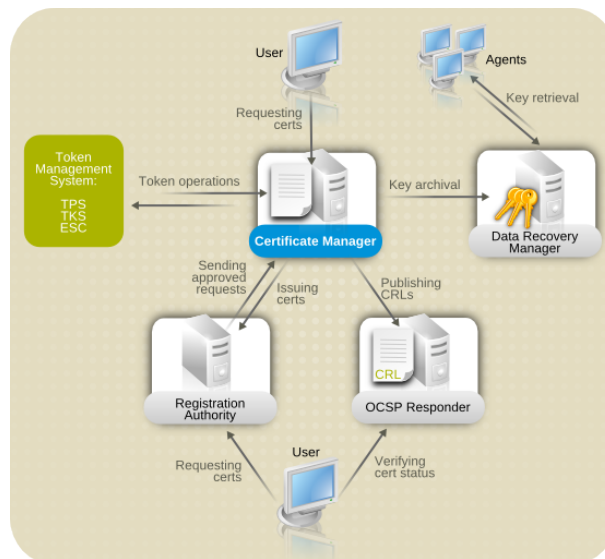 User
Agents
Requesting
certs
Key retrieval
Token
Management
System:
TPS
TKS
ESC
Token operations
Key archival
Certificate Manager
Data Recovery
Manager
Sending
approved
requests
Issuing
certs
Publishing
CRLs
CRL
Registration
Authority
OCSP Responder
User
Requesting
certs
Verifying
cert status